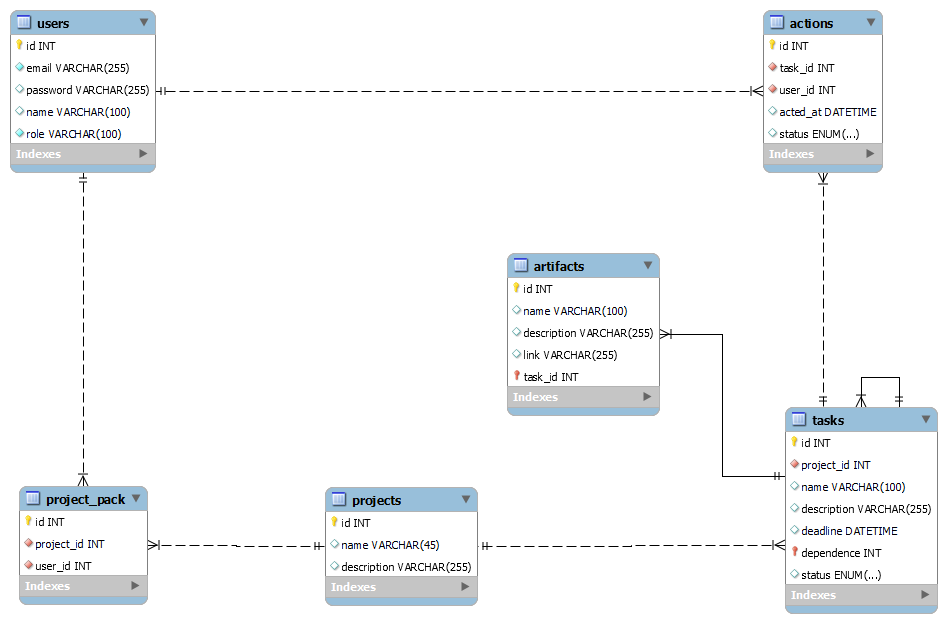 users
id INT
email VARCHAR(255)
password VARCHAR(255)
name VARCHAR(100)
role VARCHAR(100)
Indexes
actions
id INT
task_id INT
user_id INT
acted_at DATETIME
status ENUM(...)
Indexes
artifacts
id INT
name VARCHAR(100)
description VARCHAR(255)
link VARCHAR(255)
task_id INT
Indexes
project_pack
id INT
project_id INT
user_id INT
Indexes
projects
id INT
name VARCHAR(45)
description VARCHAR(255)
Indexes
tasks
id INT
project_id INT
name VARCHAR(100)
description VARCHAR(255)
deadline DATETIME
dependence INT
status ENUM(...)
Indexes